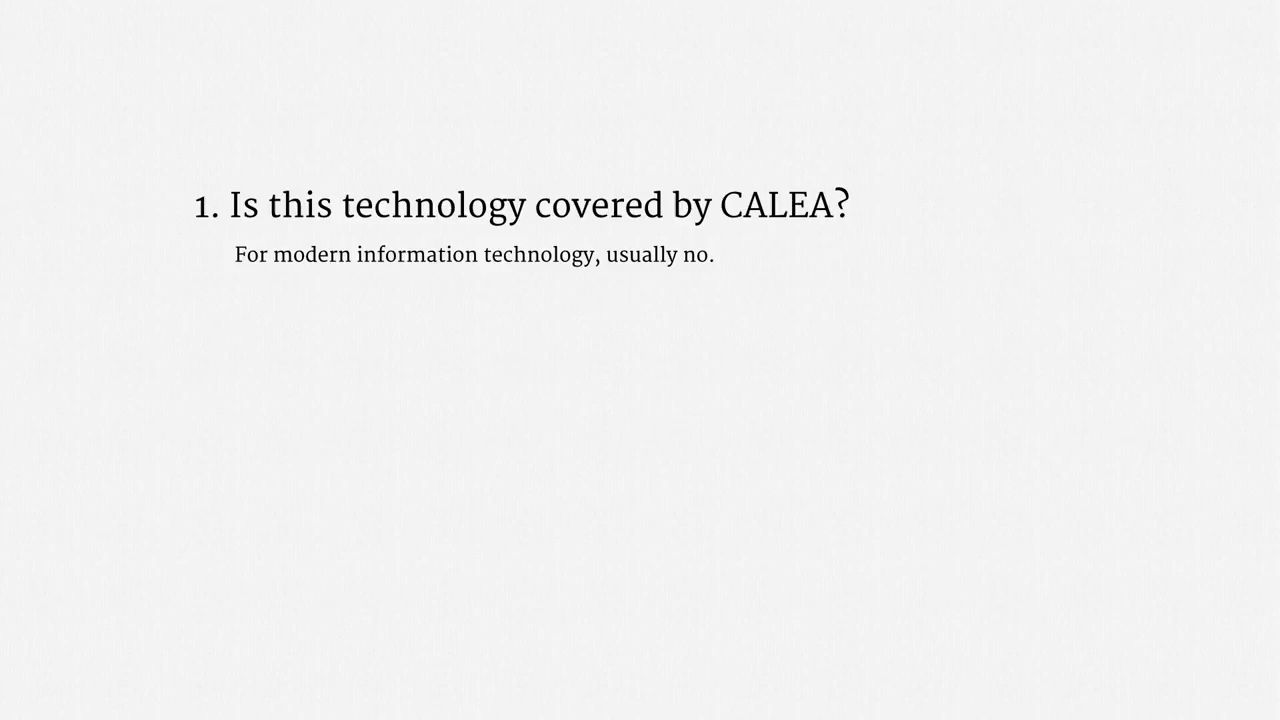 1. Is this technology covered by CALEA?
For modern information technology, usually no.